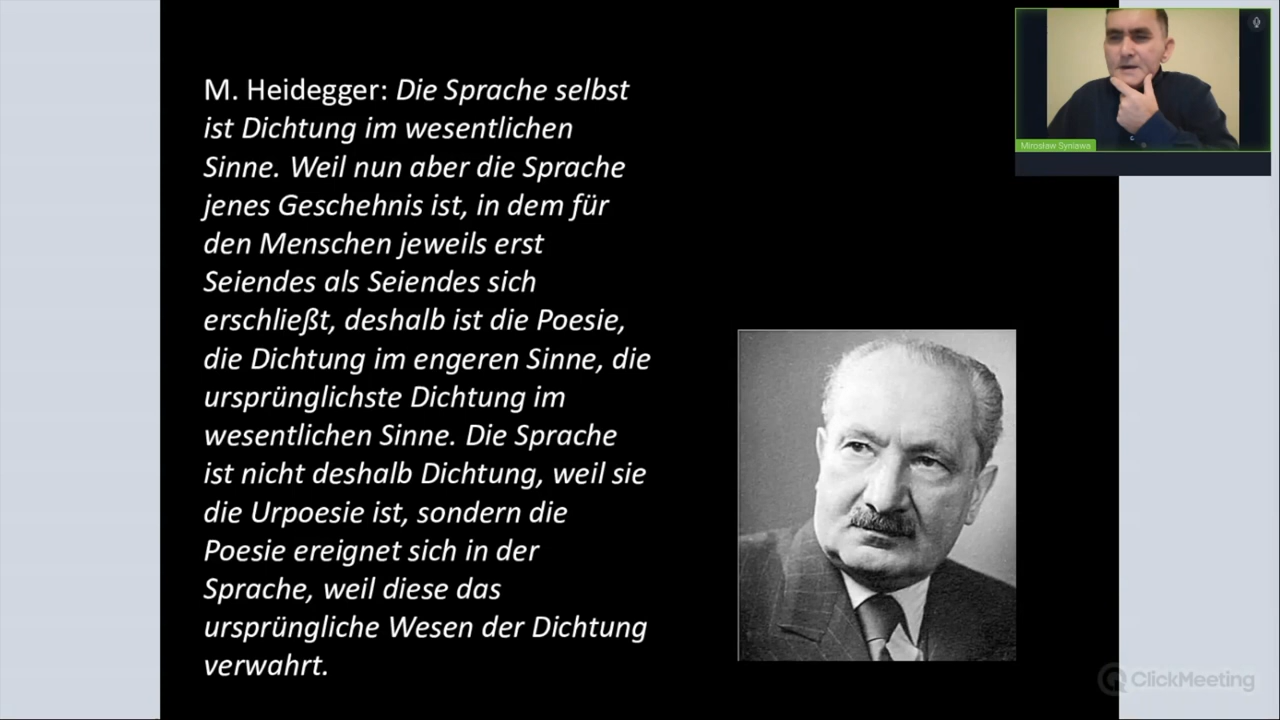 M. Heidegger: Die Sprache selbst
ist Dichtung im wesentlichen
Sinne. Weil nun aber die Sprache
jenes Geschehnis ist, in dem für
den Menschen jeweils erst
Seiendes als Seiendes sich
erschließt, deshalb ist die Poesie,
die Dichtung im engeren Sinne, die
ursprünglichste Dichtung im
wesentlichen Sinne. Die Sprache
ist nicht deshalb Dichtung, weil sie
die Urpoesie ist, sondern die
Poesie ereignet sich in der
Sprache, weil diese das
ursprüngliche Wesen der Dichtung
verwahrt.
Mirosław Syniawa
ClickMeeting